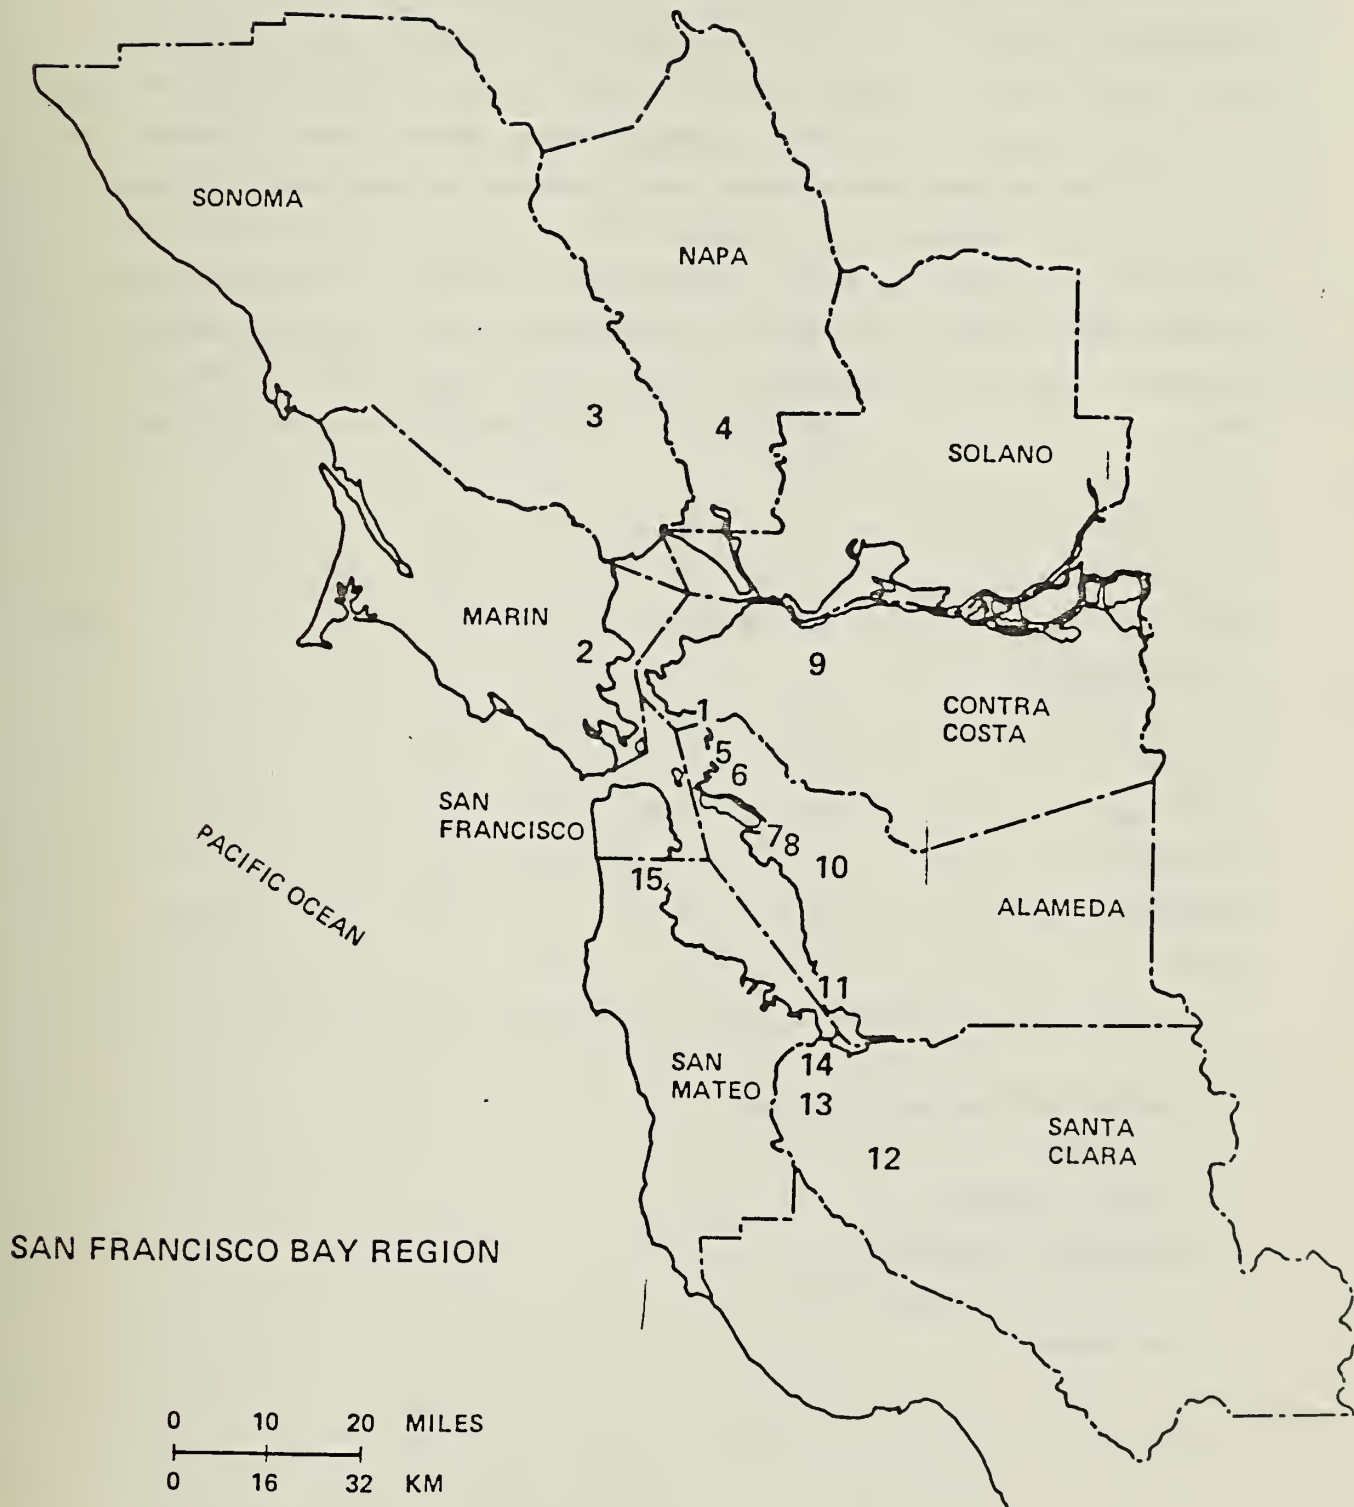 SONOMA
NAPA
3
4
SOLANO
MARIN
2
9
1
CONTRA
COSTA
5
6
SAN
FRANCISCO
7
8
10
PACIFIC OCEAN
15
ALAMEDA
11
14
SAN
MATEO
13
SANTA
CLARA
12
SAN FRANCISCO BAY REGION
0 10 20 MILES
0 16 32 KM